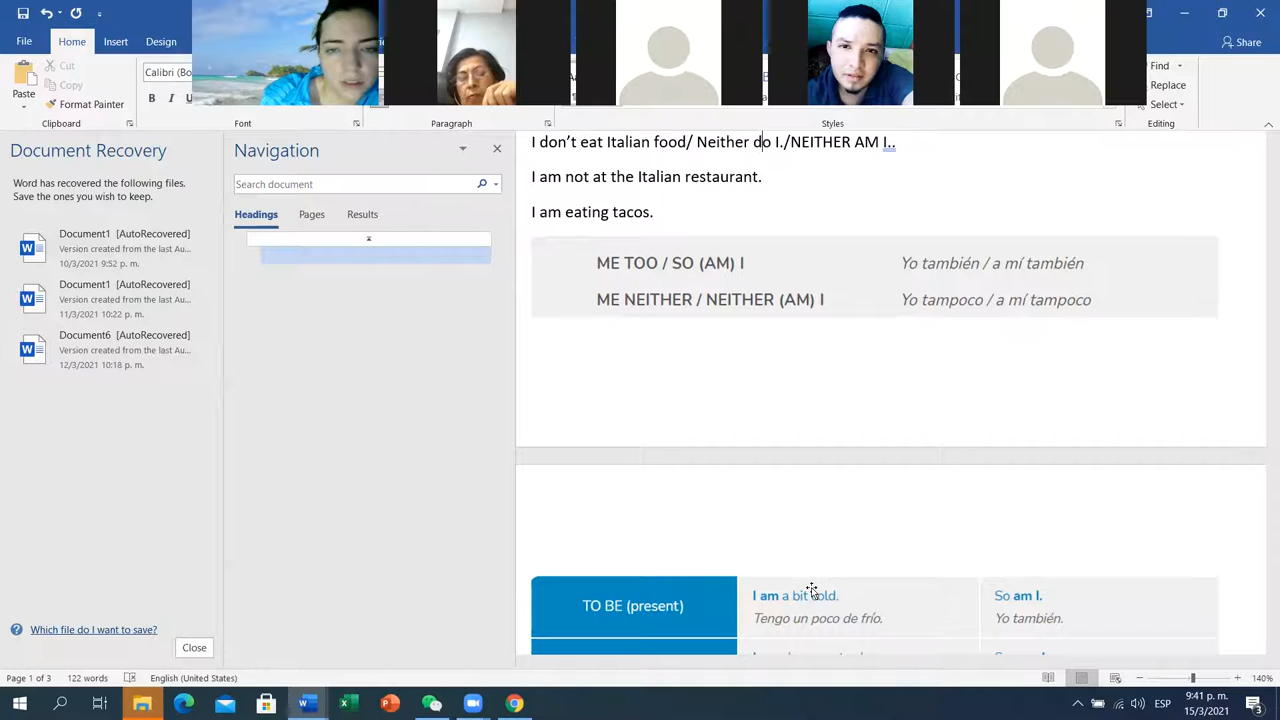 File Home Insert Design Share
Cut
Copy
Format Painter
Paste
Calibri (Bo
B I U
Find
Replace
Select
Clipboard Font Paragraph Styles Editing
Document Recovery
Word has recovered the following files.
Save the ones you wish to keep.
Document1 [AutoRecovered]
Version created from the last Au...
10/3/2021 9:52 p. m.
Document1 [AutoRecovered]
Version created from the last Au...
11/3/2021 10:22 p. m.
Document6 [AutoRecovered]
Version created from the last Au...
12/3/2021 10:18 p. m.
Which file do I want to save?
Close
Navigation
Search document
Headings Pages Results
I don’t eat Italian food/ Neither do I./NEITHER AM I..
I am not at the Italian restaurant.
I am eating tacos.
ME TOO / SO (AM) I Yo también / a mí también
ME NEITHER / NEITHER (AM) I Yo tampoco / a mí tampoco
TO BE (present)
I am a bit cold. So am I.
Tengo un poco de frío. Yo también.
Page 1 of 3 122 words English (United States) 140%
ESP 9:41 p. m.
15/3/2021
3